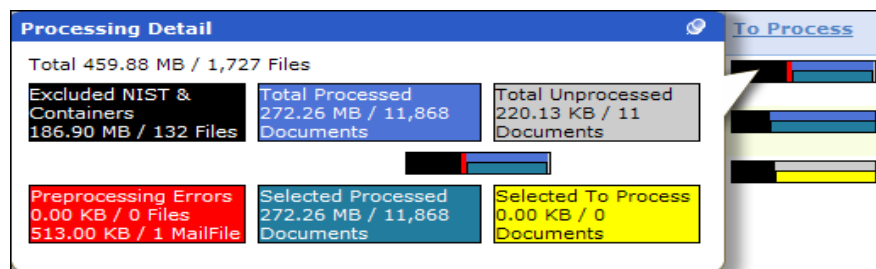 Processing Detail
To Process
Total 459.88 MB / 1,727 Files
Excluded NIST &
Containers
186.90 MB / 132 Files
Total Processed
272.26 MB / 11,868
Documents
Total Unprocessed
220.13 KB / 11
Documents
Preprocessing Errors
0.00 KB / 0 Files
513.00 KB / 1 MailFile
Selected Processed
272.26 MB / 11,868
Documents
Selected To Process
0.00 KB / 0
Documents